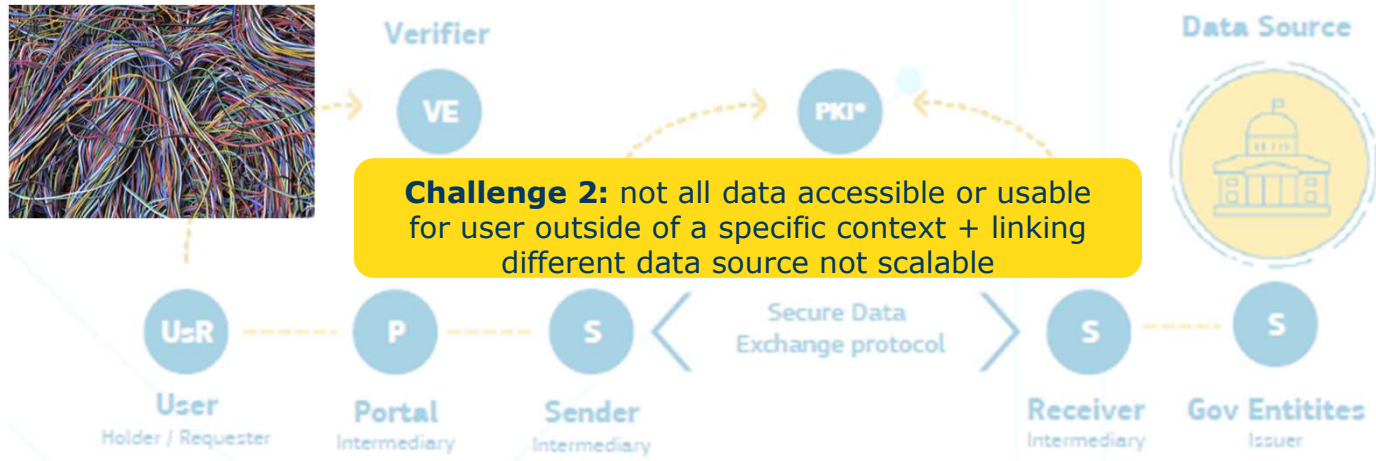 Verifier
Data Source
VE
PKI*
Challenge 2: not all data accessible or usable
for user outside of a specific context + linking
different data source not scalable
UsR
P
S
Secure Data
Exchange protocol
S
S
User
Holder / Requester
Portal
Intermediary
Sender
Intermediary
Receiver
Intermediary
Gov Entitites
Issuer